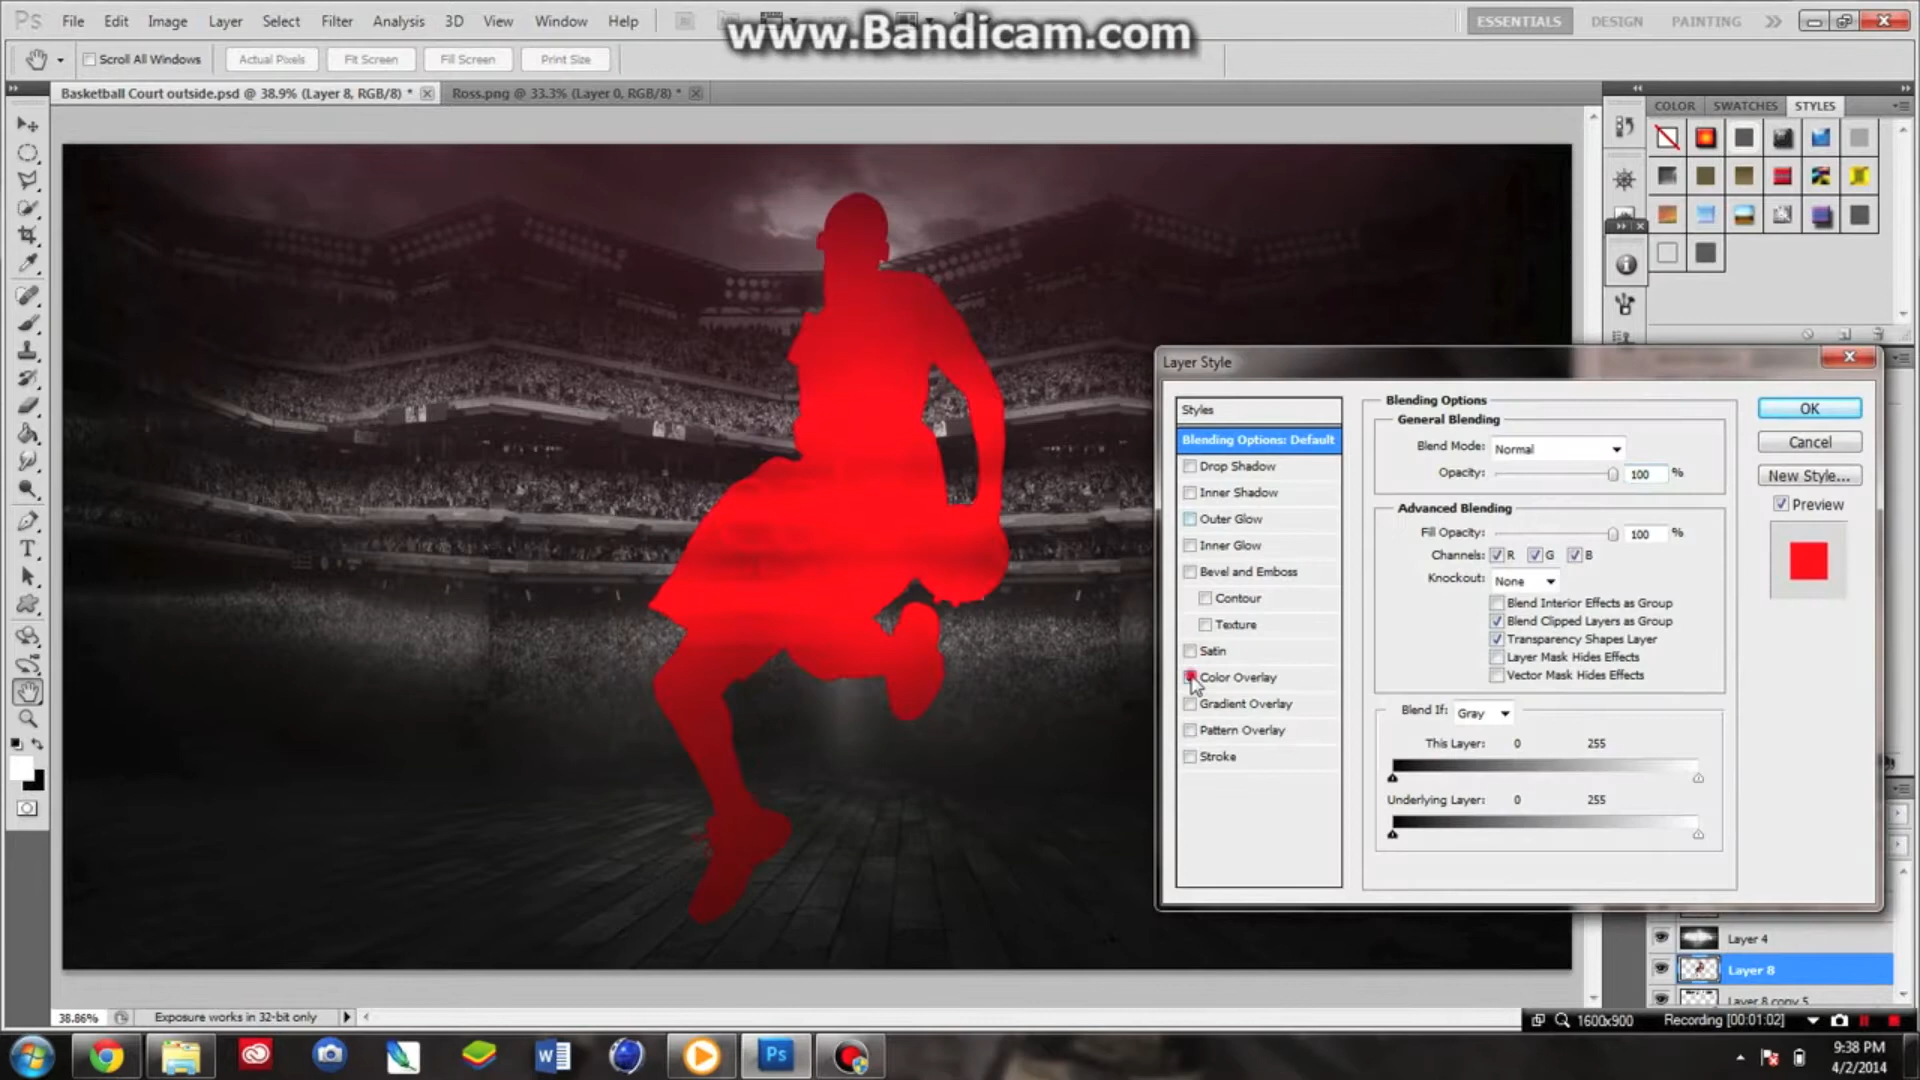 Ps File Edit Image Layer Select Filter Analysis 3D View Window Help
www.Bandicam.com
ESSENTIALS DESIGN PAINTING
Scroll All Windows Actual Pixels Fit Screen Fill Screen Print Size
Basketball Court outside.psd @ 38.9% (Layer 8, RGB/8) *
Ross.png @ 33.3% (Layer 0, RGB/8) *
COLOR SWATCHES STYLES
Layer Style
Styles
Blending Options: Default
Drop Shadow
Inner Shadow
Outer Glow
Inner Glow
Bevel and Emboss
Contour
Texture
Satin
Color Overlay
Gradient Overlay
Pattern Overlay
Stroke
Blending Options
General Blending
Blend Mode: Normal
Opacity: 100 %
Advanced Blending
Fill Opacity: 100 %
Channels: R G B
Knockout: None
Blend Interior Effects as Group
Blend Clipped Layers as Group
Transparency Shapes Layer
Layer Mask Hides Effects
Vector Mask Hides Effects
Blend If: Gray
This Layer: 0 255
Underlying Layer: 0 255
OK
Cancel
New Style...
Preview
Layer 4
Layer 8
Layer 8 copy 5
38.86% Exposure works in 32-bit only
1600x900 Recording [00:01:02]
Ps
9:38 PM
4/2/2014